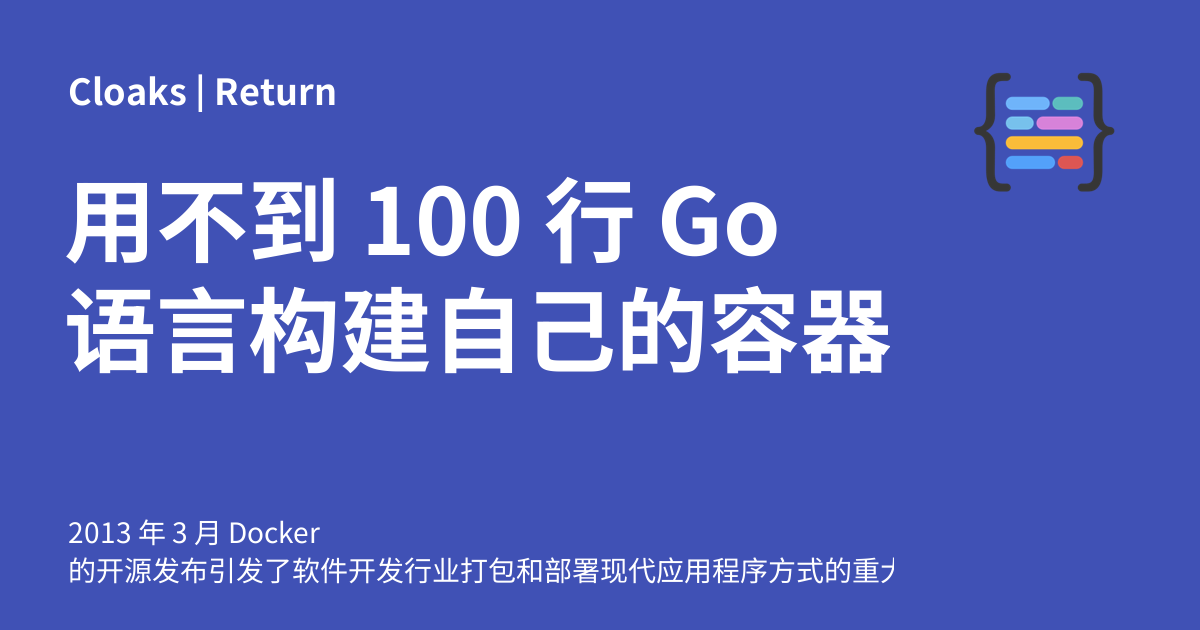 Cloaks | Return
用不到 100 行 Go
语言构建自己的容器
2013 年 3 月 Docker
的开源发布引发了软件开发行业打包和部署现代应用程序方式的重